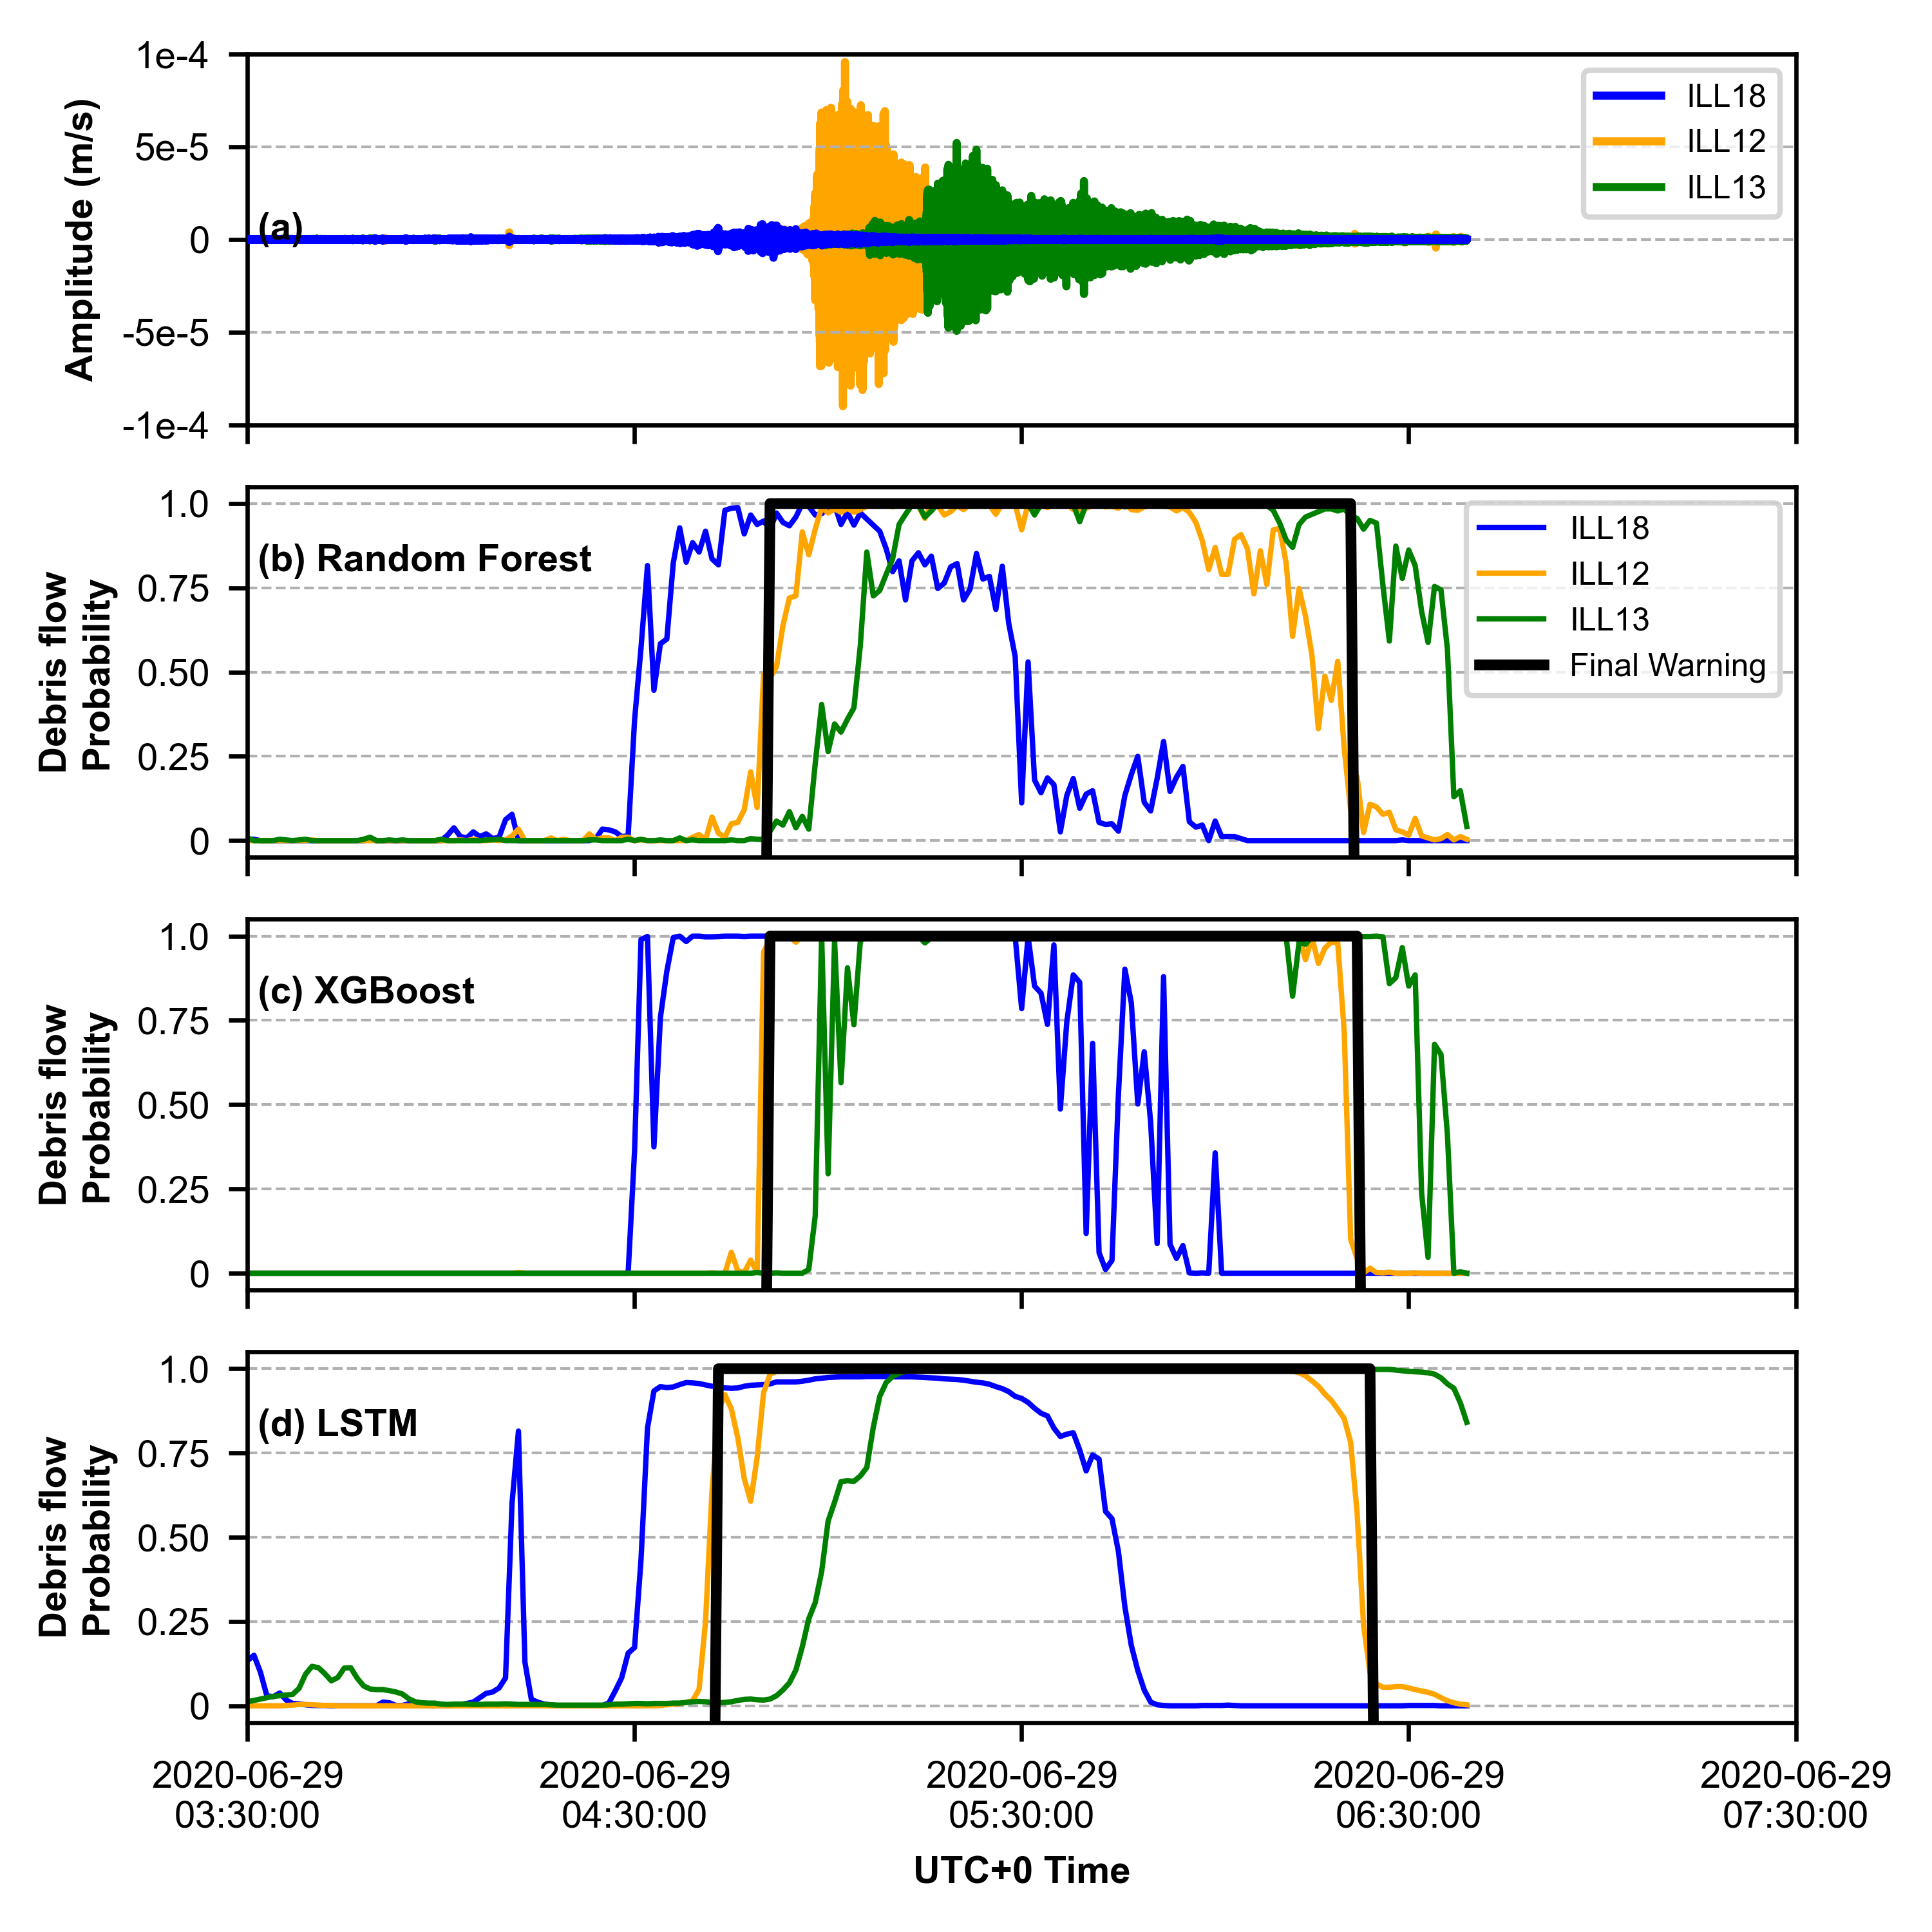 1e-4
5e-5
0
-5e-5
-1e-4
Amplitude (m/s)
(a)
ILL18
ILL12
ILL13
1.0
0.75
0.50
0.25
0
Debris flow
Probability
(b) Random Forest
ILL18
ILL12
ILL13
Final Warning
1.0
0.75
0.50
0.25
0
Debris flow
Probability
(c) XGBoost
1.0
0.75
0.50
0.25
0
Debris flow
Probability
(d) LSTM
2020-06-29
03:30:00
2020-06-29
04:30:00
2020-06-29
05:30:00
2020-06-29
06:30:00
2020-06-29
07:30:00
UTC+0 Time